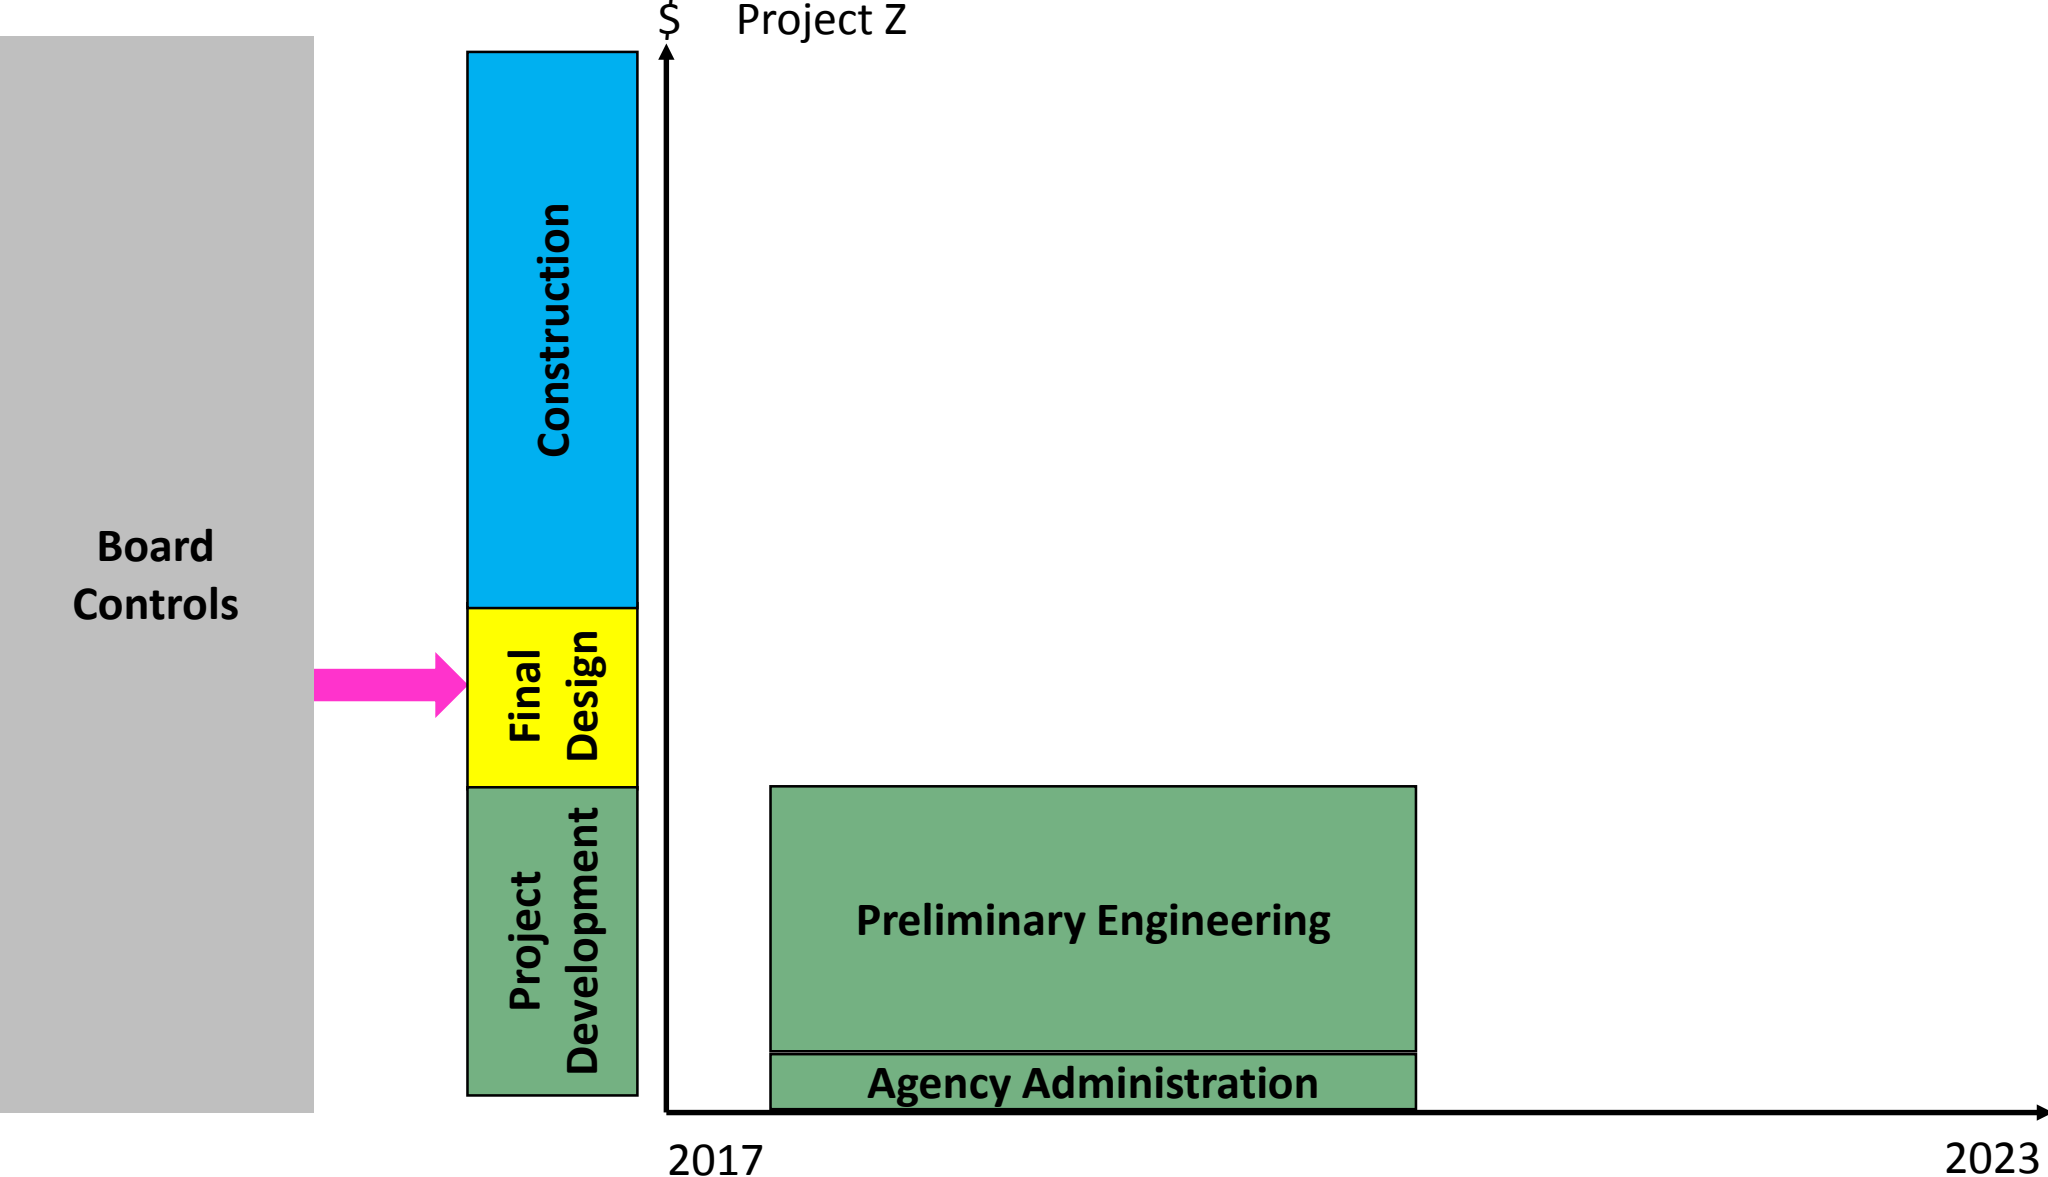 $ Project Z
Board
Controls
Construction
Final
Design
Project
Development
Preliminary Engineering
Agency Administration
2017
2023